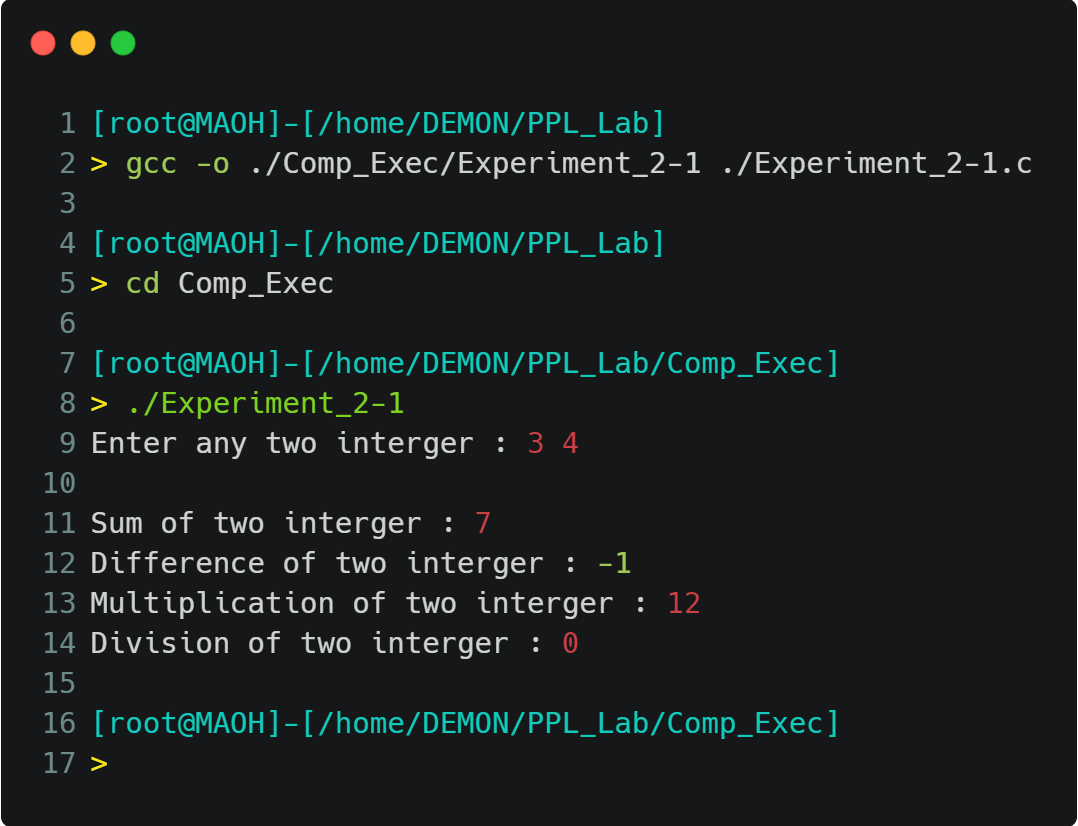 1 [root@MAOH]-[/home/DEMON/PPL_Lab]
2 > gcc -o ./Comp_Exec/Experiment_2-1 ./Experiment_2-1.c
3
4 [root@MAOH]-[/home/DEMON/PPL_Lab]
5 > cd Comp_Exec
6
7 [root@MAOH]-[/home/DEMON/PPL_Lab/Comp_Exec]
8 > ./Experiment_2-1
9 Enter any two interger : 3 4
10
11 Sum of two interger : 7
12 Difference of two interger : -1
13 Multiplication of two interger : 12
14 Division of two interger : 0
15
16 [root@MAOH]-[/home/DEMON/PPL_Lab/Comp_Exec]
17 >